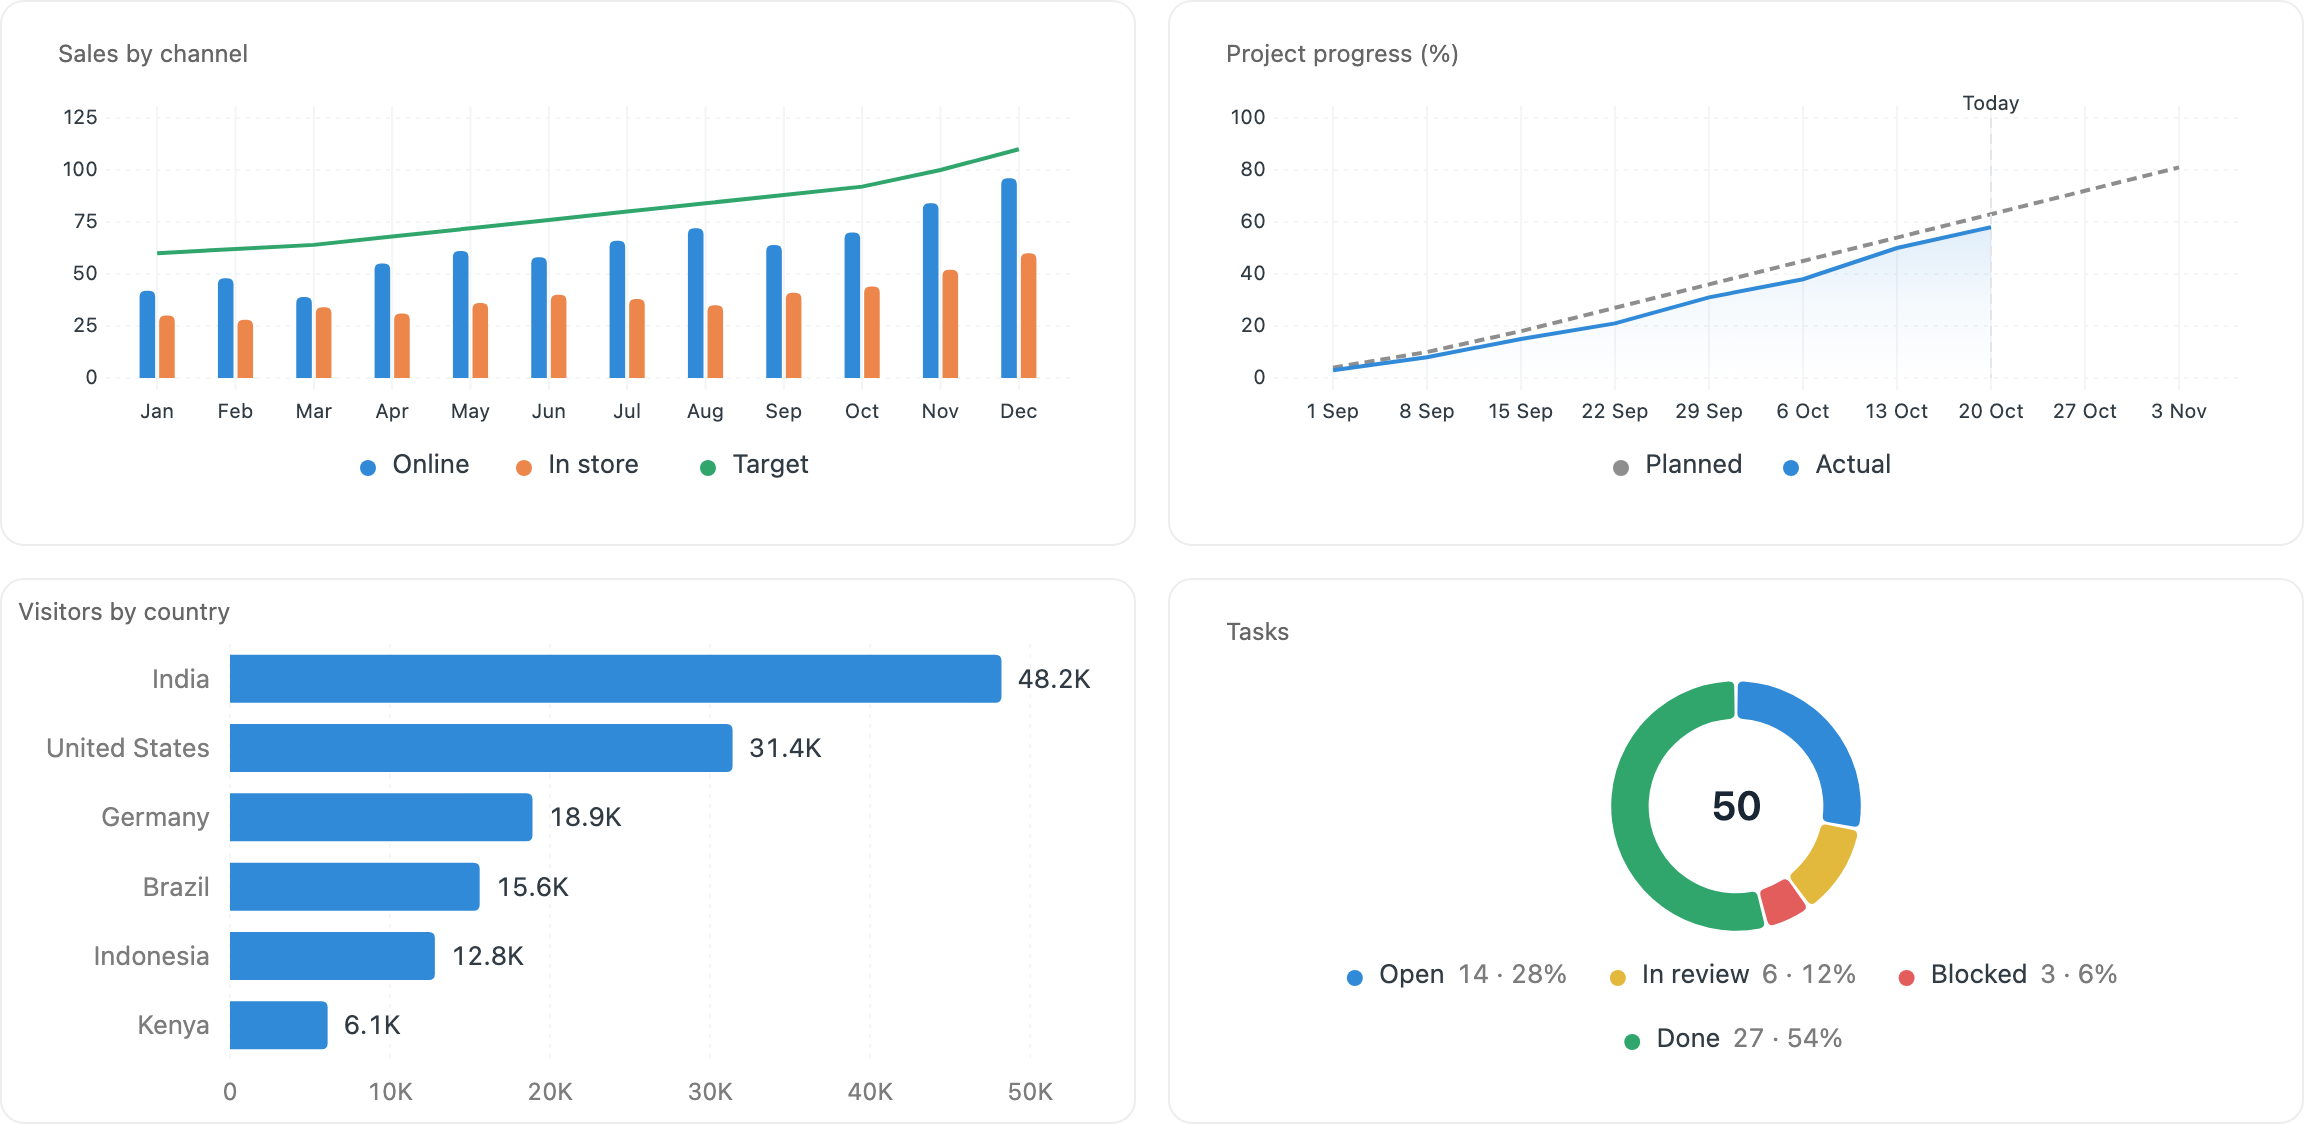 Sales by channel
125
100
75
50
25
0
Jan Feb Mar Apr May Jun Jul Aug Sep Oct Nov Dec
Online In store Target
Project progress (%)
Today
100
80
60
40
20
0
1 Sep 8 Sep 15 Sep 22 Sep 29 Sep 6 Oct 13 Oct 20 Oct 27 Oct 3 Nov
Planned Actual
Visitors by country
India 48.2K
United States 31.4K
Germany 18.9K
Brazil 15.6K
Indonesia 12.8K
Kenya 6.1K
0 10K 20K 30K 40K 50K
Tasks
50
Open 14 · 28% In review 6 · 12% Blocked 3 · 6%
Done 27 · 54%